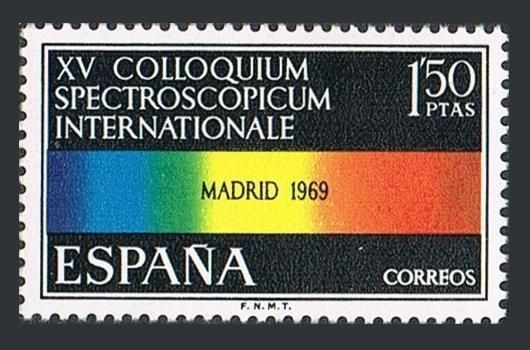 XV COLLOQUIUM
SPECTROSCOPICUM
INTERNATIONALE
1'50
PTAS
MADRID 1969
ESPAÑA
CORREOS
F. N. M. T.